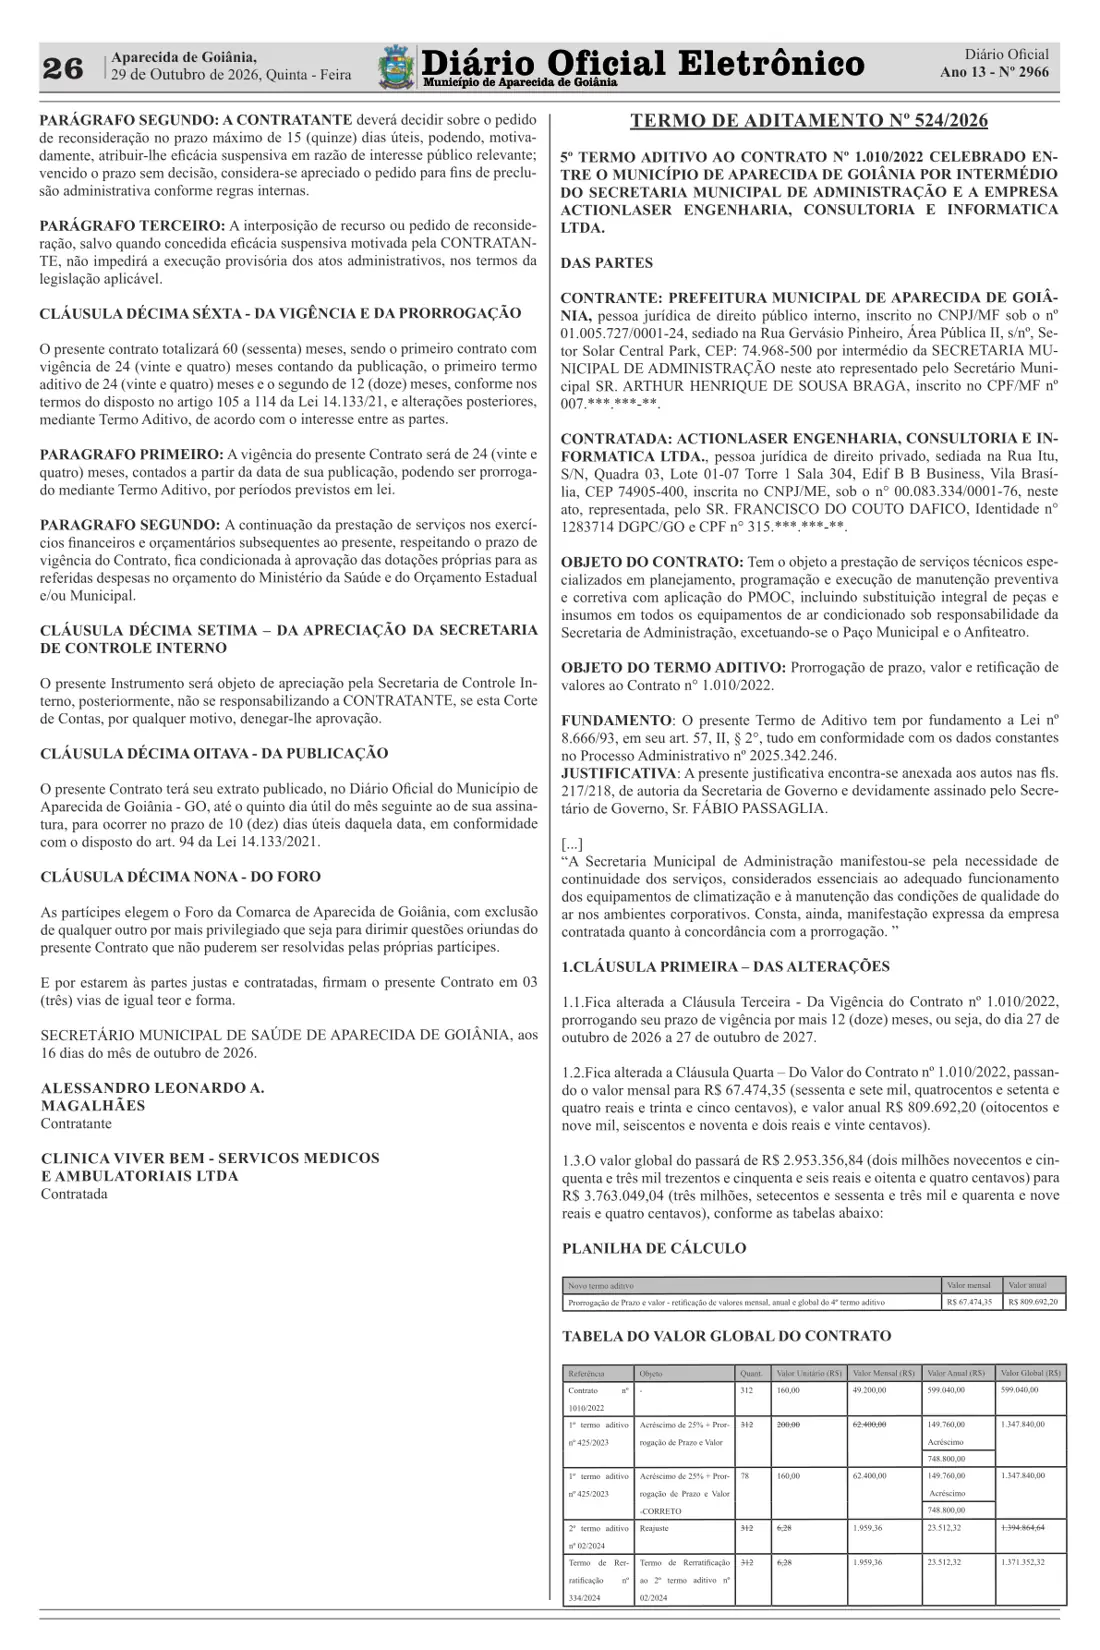 26
Aparecida de Goiânia,
29 de Outubro de 2026, Quinta - Feira
Diário Oficial Eletrônico
Município de Aparecida de Goiânia
Diário Oficial
Ano 13 - Nº 2966
PARÁGRAFO SEGUNDO: A CONTRATANTE deverá decidir sobre o pedido
de reconsideração no prazo máximo de 15 (quinze) dias úteis, podendo, motiva-
damente, atribuir-lhe eficácia suspensiva em razão de interesse público relevante;
vencido o prazo sem decisão, considera-se apreciado o pedido para fins de preclu-
são administrativa conforme regras internas.
PARÁGRAFO TERCEIRO: A interposição de recurso ou pedido de reconside-
ração, salvo quando concedida eficácia suspensiva motivada pela CONTRATAN-
TE, não impedirá a execução provisória dos atos administrativos, nos termos da
legislação aplicável.
CLÁUSULA DÉCIMA SÉXTA - DA VIGÊNCIA E DA PRORROGAÇÃO
O presente contrato totalizará 60 (sessenta) meses, sendo o primeiro contrato com
vigência de 24 (vinte e quatro) meses contando da publicação, o primeiro termo
aditivo de 24 (vinte e quatro) meses e o segundo de 12 (doze) meses, conforme nos
termos do disposto no artigo 105 a 114 da Lei 14.133/21, e alterações posteriores,
mediante Termo Aditivo, de acordo com o interesse entre as partes.
PARAGRAFO PRIMEIRO: A vigência do presente Contrato será de 24 (vinte e
quatro) meses, contados a partir da data de sua publicação, podendo ser prorroga-
do mediante Termo Aditivo, por períodos previstos em lei.
PARAGRAFO SEGUNDO: A continuação da prestação de serviços nos exercí-
cios financeiros e orçamentários subsequentes ao presente, respeitando o prazo de
vigência do Contrato, fica condicionada à aprovação das dotações próprias para as
referidas despesas no orçamento do Ministério da Saúde e do Orçamento Estadual
e/ou Municipal.
CLÁUSULA DÉCIMA SETIMA – DA APRECIAÇÃO DA SECRETARIA
DE CONTROLE INTERNO
O presente Instrumento será objeto de apreciação pela Secretaria de Controle In-
terno, posteriormente, não se responsabilizando a CONTRATANTE, se esta Corte
de Contas, por qualquer motivo, denegar-lhe aprovação.
CLÁUSULA DÉCIMA OITAVA - DA PUBLICAÇÃO
O presente Contrato terá seu extrato publicado, no Diário Oficial do Município de
Aparecida de Goiânia - GO, até o quinto dia útil do mês seguinte ao de sua assina-
tura, para ocorrer no prazo de 10 (dez) dias úteis daquela data, em conformidade
com o disposto do art. 94 da Lei 14.133/2021.
CLÁUSULA DÉCIMA NONA - DO FORO
As partícipes elegem o Foro da Comarca de Aparecida de Goiânia, com exclusão
de qualquer outro por mais privilegiado que seja para dirimir questões oriundas do
presente Contrato que não puderem ser resolvidas pelas próprias partícipes.
E por estarem às partes justas e contratadas, firmam o presente Contrato em 03
(três) vias de igual teor e forma.
SECRETÁRIO MUNICIPAL DE SAÚDE DE APARECIDA DE GOIÂNIA, aos
16 dias do mês de outubro de 2026.
ALESSANDRO LEONARDO A.
MAGALHÃES
Contratante
CLINICA VIVER BEM - SERVICOS MEDICOS
E AMBULATORIAIS LTDA
Contratada
TERMO DE ADITAMENTO Nº 524/2026
5º TERMO ADITIVO AO CONTRATO Nº 1.010/2022 CELEBRADO EN-
TRE O MUNICÍPIO DE APARECIDA DE GOIÂNIA POR INTERMÉDIO
DO SECRETARIA MUNICIPAL DE ADMINISTRAÇÃO E A EMPRESA
ACTIONLASER ENGENHARIA, CONSULTORIA E INFORMATICA
LTDA.
DAS PARTES
CONTRANTE: PREFEITURA MUNICIPAL DE APARECIDA DE GOIÂ-
NIA, pessoa jurídica de direito público interno, inscrito no CNPJ/MF sob o nº
01.005.727/0001-24, sediado na Rua Gervásio Pinheiro, Área Pública II, s/nº, Se-
tor Solar Central Park, CEP: 74.968-500 por intermédio da SECRETARIA MU-
NICIPAL DE ADMINISTRAÇÃO neste ato representado pelo Secretário Muni-
cipal SR. ARTHUR HENRIQUE DE SOUSA BRAGA, inscrito no CPF/MF nº
007.***.***-**.
CONTRATADA: ACTIONLASER ENGENHARIA, CONSULTORIA E IN-
FORMATICA LTDA., pessoa jurídica de direito privado, sediada na Rua Itu,
S/N, Quadra 03, Lote 01-07 Torre 1 Sala 304, Edif B B Business, Vila Brasí-
lia, CEP 74905-400, inscrita no CNPJ/ME, sob o n° 00.083.334/0001-76, neste
ato, representada, pelo SR. FRANCISCO DO COUTO DAFICO, Identidade n°
1283714 DGPC/GO e CPF n° 315.***.***-**.
OBJETO DO CONTRATO: Tem o objeto a prestação de serviços técnicos espe-
cializados em planejamento, programação e execução de manutenção preventiva
e corretiva com aplicação do PMOC, incluindo substituição integral de peças e
insumos em todos os equipamentos de ar condicionado sob responsabilidade da
Secretaria de Administração, excetuando-se o Paço Municipal e o Anfiteatro.
OBJETO DO TERMO ADITIVO: Prorrogação de prazo, valor e retificação de
valores ao Contrato n° 1.010/2022.
FUNDAMENTO: O presente Termo de Aditivo tem por fundamento a Lei nº
8.666/93, em seu art. 57, II, § 2°, tudo em conformidade com os dados constantes
no Processo Administrativo nº 2025.342.246.
JUSTIFICATIVA: A presente justificativa encontra-se anexada aos autos nas fls.
217/218, de autoria da Secretaria de Governo e devidamente assinado pelo Secre-
tário de Governo, Sr. FÁBIO PASSAGLIA.
[...]
“A Secretaria Municipal de Administração manifestou-se pela necessidade de
continuidade dos serviços, considerados essenciais ao adequado funcionamento
dos equipamentos de climatização e à manutenção das condições de qualidade do
ar nos ambientes corporativos. Consta, ainda, manifestação expressa da empresa
contratada quanto à concordância com a prorrogação. ”
1.CLÁUSULA PRIMEIRA – DAS ALTERAÇÕES
1.1.Fica alterada a Cláusula Terceira - Da Vigência do Contrato nº 1.010/2022,
prorrogando seu prazo de vigência por mais 12 (doze) meses, ou seja, do dia 27 de
outubro de 2026 a 27 de outubro de 2027.
1.2.Fica alterada a Cláusula Quarta – Do Valor do Contrato nº 1.010/2022, passan-
do o valor mensal para R$ 67.474,35 (sessenta e sete mil, quatrocentos e setenta e
quatro reais e trinta e cinco centavos), e valor anual R$ 809.692,20 (oitocentos e
nove mil, seiscentos e noventa e dois reais e vinte centavos).
1.3.O valor global do passará de R$ 2.953.356,84 (dois milhões novecentos e cin-
quenta e três mil trezentos e cinquenta e seis reais e oitenta e quatro centavos) para
R$ 3.763.049,04 (três milhões, setecentos e sessenta e três mil e quarenta e nove
reais e quatro centavos), conforme as tabelas abaixo:
PLANILHA DE CÁLCULO
Novo termo aditivo Valor mensal Valor anual
Prorrogação de Prazo e valor - retificação de valores mensal, anual e global do 4º termo aditivo R$ 67.474,35 R$ 809.692,20
TABELA DO VALOR GLOBAL DO CONTRATO
Referência Objeto Quant. Valor Unitário (R$) Valor Mensal (R$) Valor Anual (R$) Valor Global (R$)
Contrato nº - 312 160,00 49.200,00 599.040,00 599.040,00
1010/2022
1º termo aditivo Acréscimo de 25% + Pror- 312 200,00 62.400,00 149.760,00 1.347.840,00
nº 425/2023 rogação de Prazo e Valor Acréscimo
748.800,00
1º termo aditivo Acréscimo de 25% + Pror- 78 160,00 62.400,00 149.760,00 1.347.840,00
nº 425/2023 rogação de Prazo e Valor Acréscimo
-CORRETO 748.800,00
2º termo aditivo Reajuste 312 6,28 1.959,36 23.512,32 1.394.864,64
nº 02/2024
Termo de Rer- Termo de Rerratificação 312 6,28 1.959,36 23.512,32 1.371.352,32
ratificação nº ao 2º termo aditivo nº
334/2024 02/2024